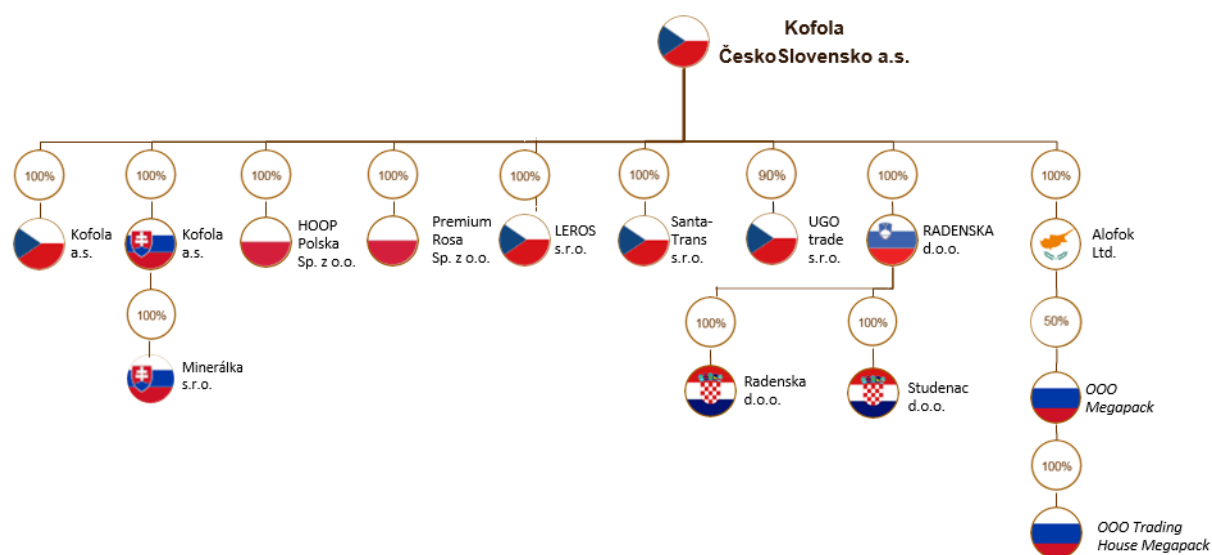 Kofola
ČeskoSlovensko a.s.
100%
100%
100%
100%
100%
100%
90%
100%
100%
Kofola
a.s.
Kofola
a.s.
HOOP
Polska
Sp. z o.o.
Premium
Rosa
Sp. z o.o.
LEROS
s.r.o.
Santa-
Trans
s.r.o.
UGO
trade
s.r.o.
RADENSKA
d.o.o.
Alofok
Ltd.
100%
100%
100%
50%
Minerálka
s.r.o.
Radenska
d.o.o.
Studenac
d.o.o.
OOO
Megapack
100%
OOO Trading
House Megapack